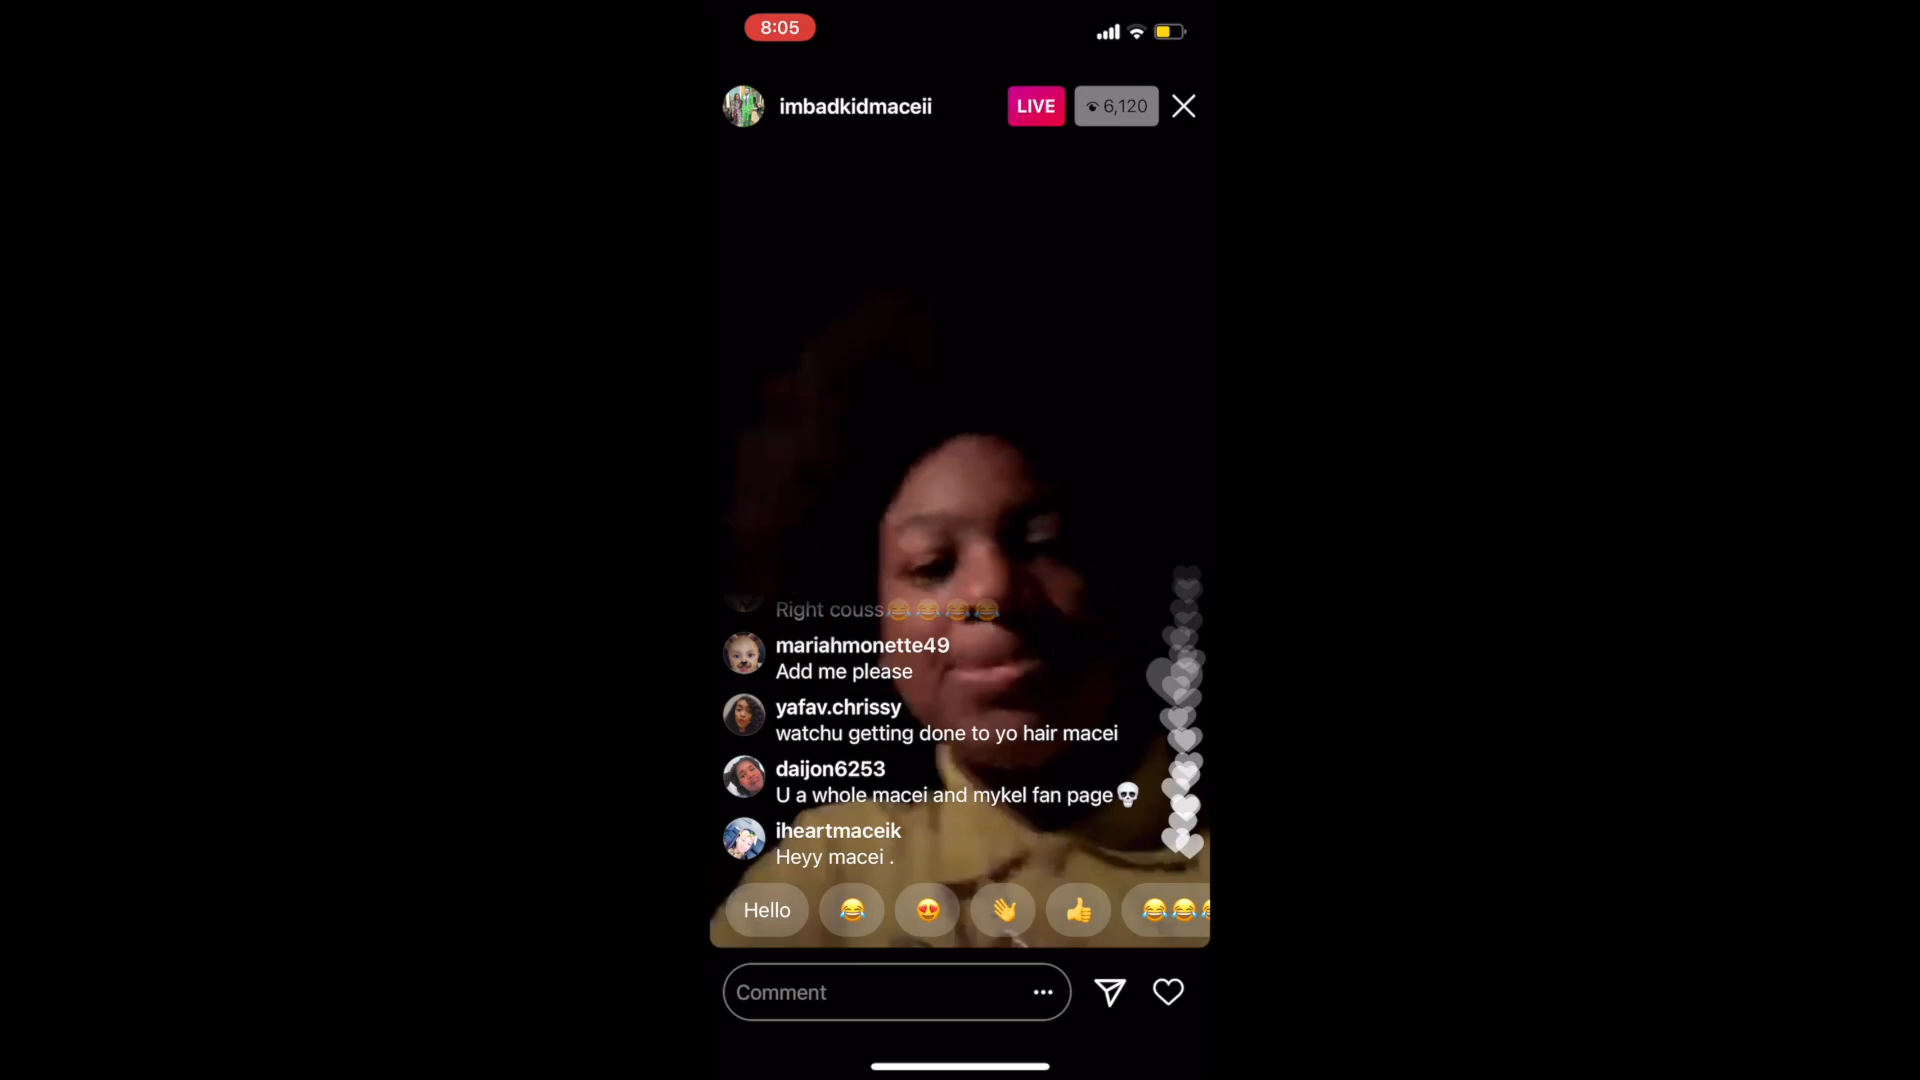 8:05
imbadkidmaceii
LIVE
6,120
Right couss😂😂😂😂
mariahmonette49
Add me please
yafav.chrissy
watchu getting done to yo hair macei
daijon6253
U a whole macei and mykel fan page💀
iheartmaceik
Heyy macei .
Hello 😂 😍 👋 👍 😂😂😂
Comment